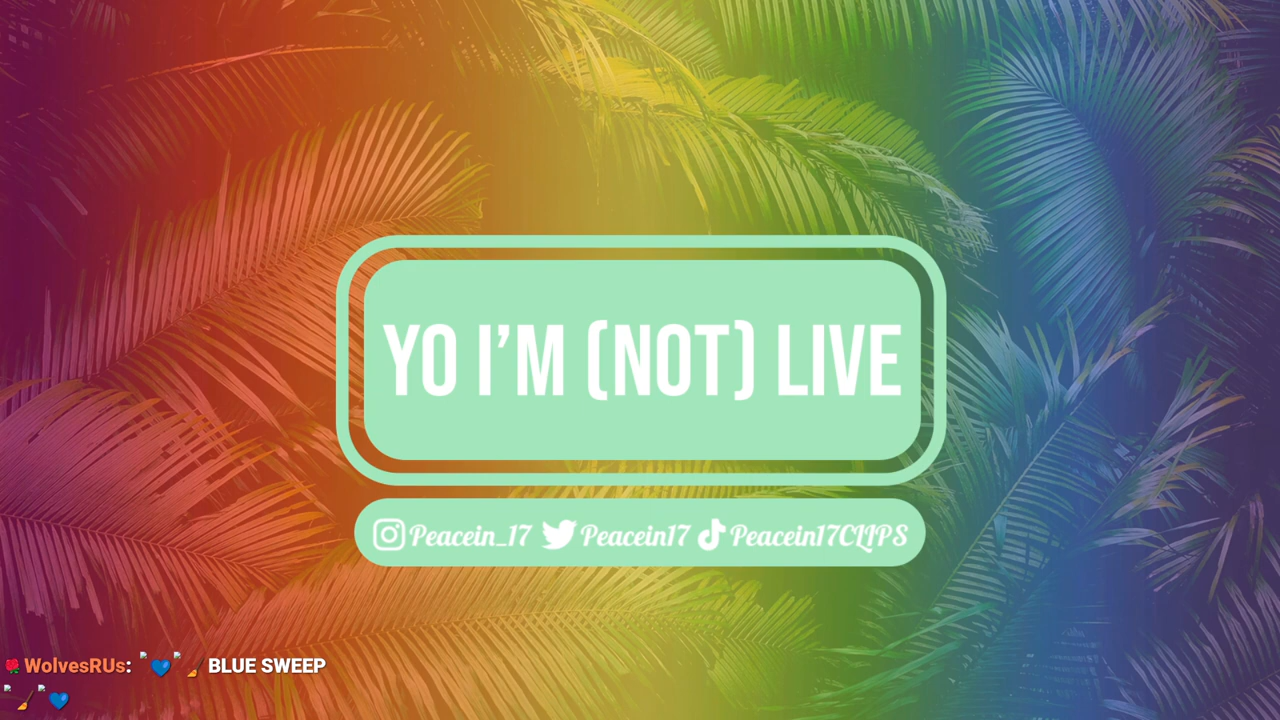 YO I'M (NOT) LIVE
Peacein_17 Peacein17 Peacein17CLIPS
WolvesRUs: 💙🧹 BLUE SWEEP
🧹💙